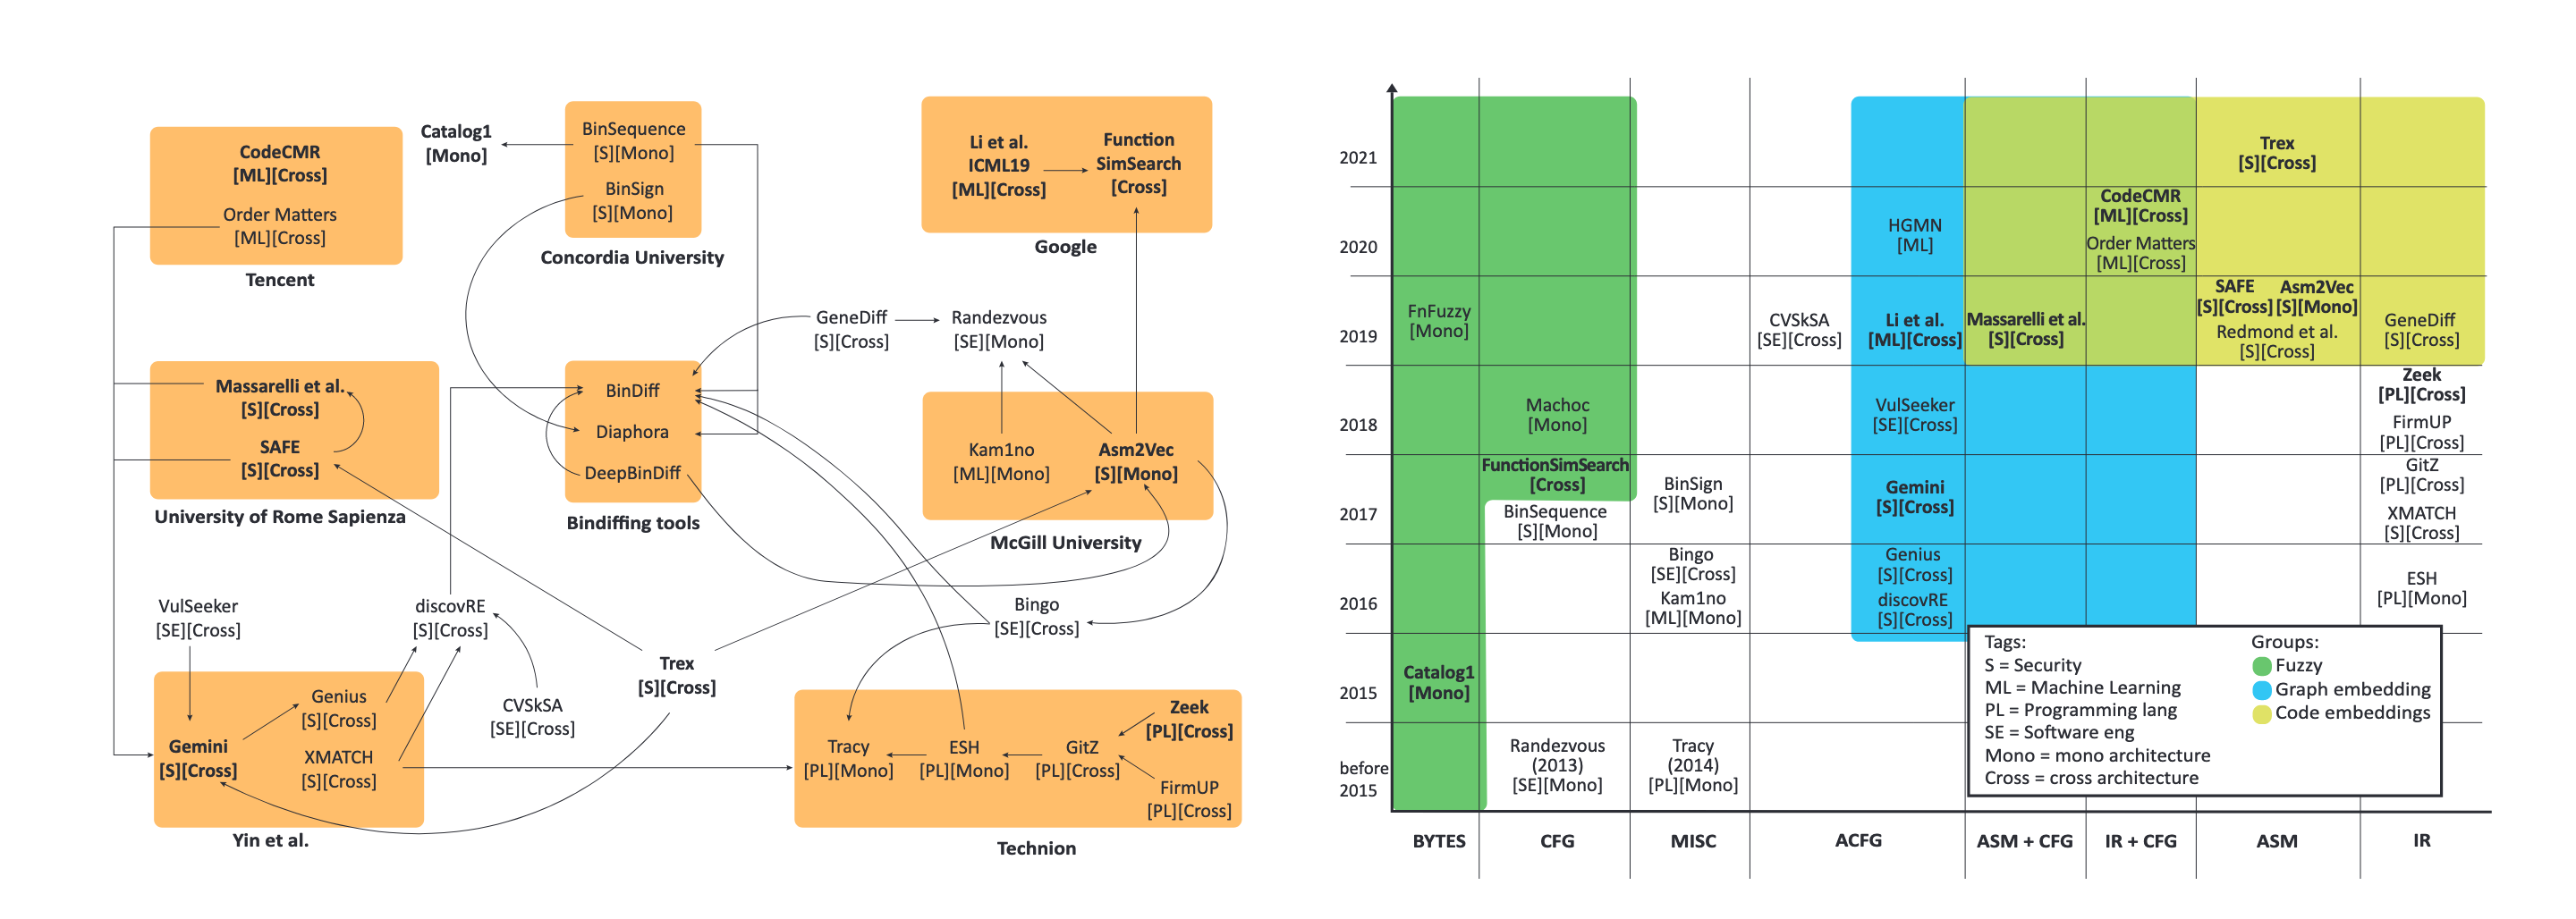 CodeCMR
[ML][Cross]
Order Matters
[ML][Cross]
Tencent
Catalog1
[Mono]
BinSequence
[S][Mono]
BinSign
[S][Mono]
Concordia University
Li et al.
ICML19
[ML][Cross]
Function
SimSearch
[Cross]
Google
GeneDiff
[S][Cross]
Randezvous
[SE][Mono]
Massarelli et al.
[S][Cross]
SAFE
[S][Cross]
University of Rome Sapienza
BinDiff
Diaphora
DeepBinDiff
Bindiffing tools
Kam1no
[ML][Mono]
Asm2Vec
[S][Mono]
McGill University
VulSeeker
[SE][Cross]
discovRE
[S][Cross]
Bingo
[SE][Cross]
Trex
[S][Cross]
Genius
[S][Cross]
Gemini
[S][Cross]
XMATCH
[S][Cross]
Yin et al.
CVSkSA
[SE][Cross]
Tracy
[PL][Mono]
ESH
[PL][Mono]
GitZ
[PL][Cross]
Zeek
[PL][Cross]
FirmUP
[PL][Cross]
Technion
2021
Trex
[S][Cross]
2020
HGMN
[ML]
CodeCMR
[ML][Cross]
Order Matters
[ML][Cross]
2019
FnFuzzy
[Mono]
CVSkSA
[SE][Cross]
Li et al.
[ML][Cross]
Massarelli et al.
[S][Cross]
SAFE
[S][Cross]
Asm2Vec
[S][Mono]
Redmond et al.
[S][Cross]
GeneDiff
[S][Cross]
2018
Machoc
[Mono]
VulSeeker
[SE][Cross]
Zeek
[PL][Cross]
FirmUP
[PL][Cross]
2017
FunctionSimSearch
[Cross]
BinSequence
[S][Mono]
BinSign
[S][Mono]
Gemini
[S][Cross]
GitZ
[PL][Cross]
XMATCH
[S][Cross]
2016
Bingo
[SE][Cross]
Kam1no
[ML][Mono]
Genius
[S][Cross]
discovRE
[S][Cross]
ESH
[PL][Mono]
2015
Catalog1
[Mono]
before
2015
Randezvous
(2013)
[SE][Mono]
Tracy
(2014)
[PL][Mono]
Tags:
S = Security
ML = Machine Learning
PL = Programming lang
SE = Software eng
Mono = mono architecture
Cross = cross architecture
Groups:
Fuzzy
Graph embedding
Code embeddings
BYTES
CFG
MISC
ACFG
ASM + CFG
IR + CFG
ASM
IR